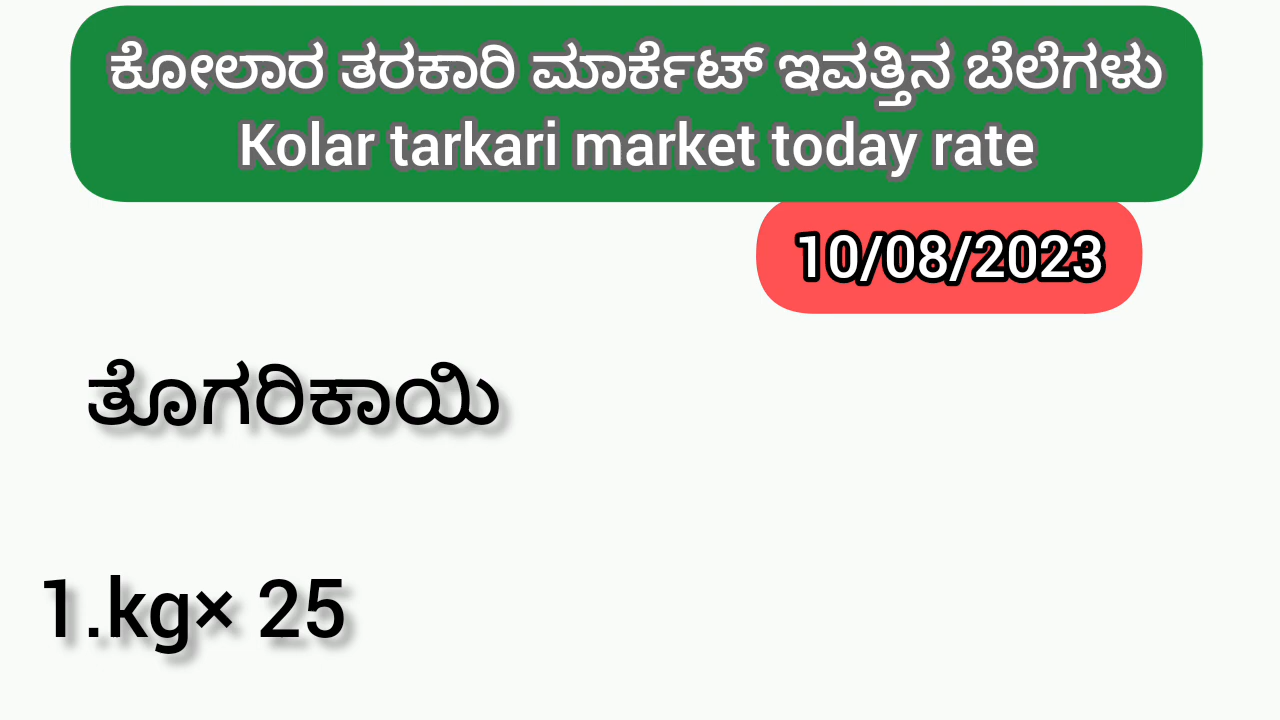 ಕೋಲಾರ ತರಕಾರಿ ಮಾರ್ಕೆಟ್ ಇವತ್ತಿನ ಬೆಲೆಗಳು
Kolar tarkari market today rate
10/08/2023
ತೊಗರಿಕಾಯಿ
1.kg× 25